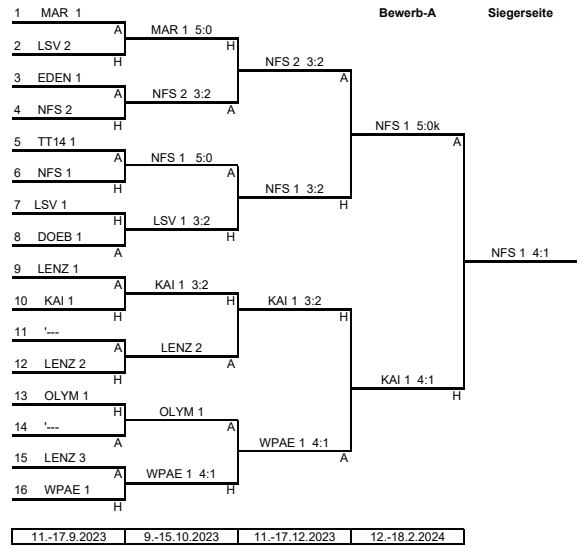 Bewerb-A Siegerseite
1 MAR 1
A
MAR 1 5:0
2 LSV 2
H
H
NFS 2 3:2
3 EDEN 1
A
A
NFS 2 3:2
4 NFS 2
H
A
NFS 1 5:0k
5 TT14 1
A
A
NFS 1 5:0
6 NFS 1
H
A
NFS 1 3:2
7 LSV 1
H
H
LSV 1 3:2
8 DOEB 1
A
H
NFS 1 4:1
9 LENZ 1
A
KAI 1 3:2
10 KAI 1
H
H
KAI 1 3:2
11 '---
A
H
LENZ 2
12 LENZ 2
H
A
KAI 1 4:1
13 OLYM 1
H
H
OLYM 1
14 '---
A
A
WPAE 1 4:1
15 LENZ 3
A
A
WPAE 1 4:1
16 WPAE 1
H
H
11.-17.9.2023 9.-15.10.2023 11.-17.12.2023 12.-18.2.2024